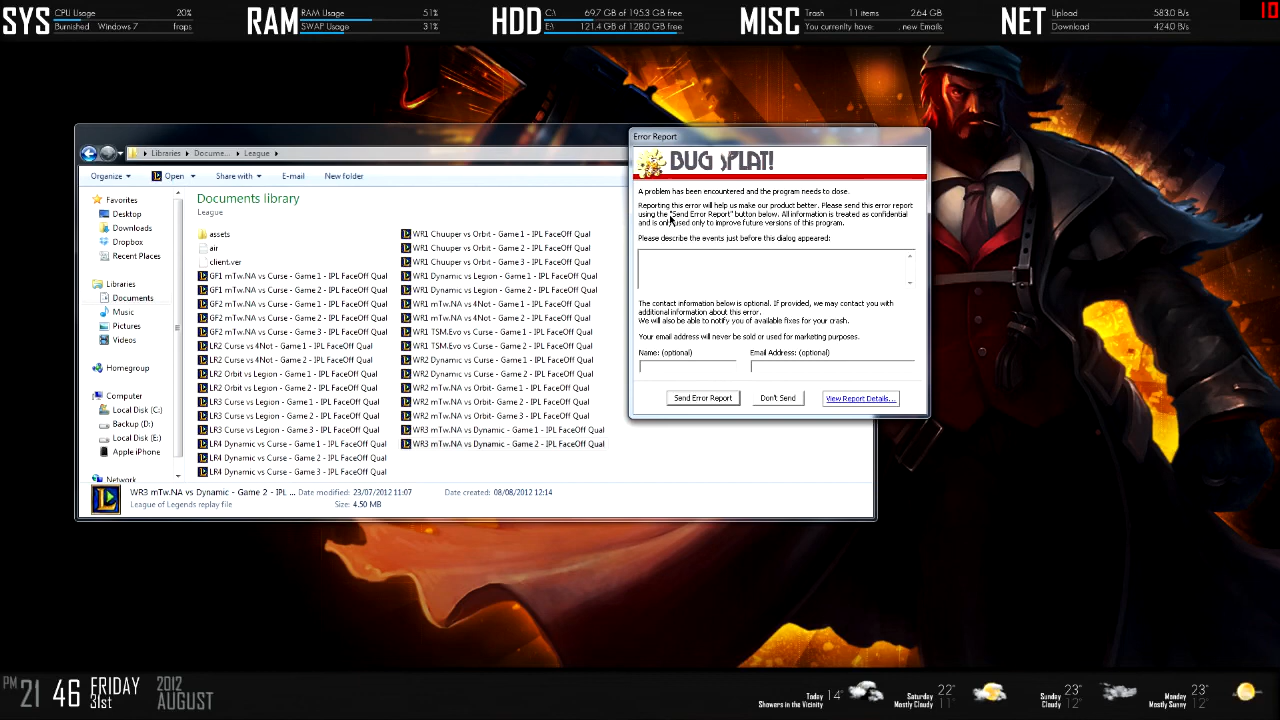 SYS
CPU Usage 20%
Burnished Windows 7 fraps
RAM
RAM Usage 51%
SWAP Usage 31%
HDD
C:\ 69.7 GB of 195.3 GB free
E:\ 121.4 GB of 128.0 GB free
MISC
Trash 11 items 2.64 GB
You currently have: , new Emails
NET
Upload 583.0 B/s
Download 424.0 B/s
10
Libraries Docume... League
Organize Open Share with E-mail New folder
Favorites
Desktop
Downloads
Dropbox
Recent Places
Libraries
Documents
Music
Pictures
Videos
Homegroup
Computer
Local Disk (C:)
Backup (D:)
Local Disk (E:)
Apple iPhone
Network
Documents library
League
assets
air
client.ver
GF1 mTw.NA vs Curse - Game 1 - IPL FaceOff Qual
GF1 mTw.NA vs Curse - Game 2 - IPL FaceOff Qual
GF2 mTw.NA vs Curse - Game 1 - IPL FaceOff Qual
GF2 mTw.NA vs Curse - Game 2 - IPL FaceOff Qual
GF2 mTw.NA vs Curse - Game 3 - IPL FaceOff Qual
LR2 Curse vs 4Not - Game 1 - IPL FaceOff Qual
LR2 Curse vs 4Not - Game 2 - IPL FaceOff Qual
LR2 Orbit vs Legion - Game 1 - IPL FaceOff Qual
LR2 Orbit vs Legion - Game 2 - IPL FaceOff Qual
LR3 Curse vs Legion - Game 1 - IPL FaceOff Qual
LR3 Curse vs Legion - Game 2 - IPL FaceOff Qual
LR3 Curse vs Legion - Game 3 - IPL FaceOff Qual
LR4 Dynamic vs Curse - Game 1 - IPL FaceOff Qual
LR4 Dynamic vs Curse - Game 2 - IPL FaceOff Qual
LR4 Dynamic vs Curse - Game 3 - IPL FaceOff Qual
WR1 Chuuper vs Orbit - Game 1 - IPL FaceOff Qual
WR1 Chuuper vs Orbit - Game 2 - IPL FaceOff Qual
WR1 Chuuper vs Orbit - Game 3 - IPL FaceOff Qual
WR1 Dynamic vs Legion - Game 1 - IPL FaceOff Qual
WR1 Dynamic vs Legion - Game 2 - IPL FaceOff Qual
WR1 mTw.NA vs 4Not - Game 1 - IPL FaceOff Qual
WR1 mTw.NA vs 4Not - Game 2 - IPL FaceOff Qual
WR1 TSM.Evo vs Curse - Game 1 - IPL FaceOff Qual
WR1 TSM.Evo vs Curse - Game 2 - IPL FaceOff Qual
WR2 Dynamic vs Curse - Game 1 - IPL FaceOff Qual
WR2 Dynamic vs Curse - Game 2 - IPL FaceOff Qual
WR2 mTw.NA vs Orbit- Game 1 - IPL FaceOff Qual
WR2 mTw.NA vs Orbit - Game 2 - IPL FaceOff Qual
WR2 mTw.NA vs Orbit - Game 3 - IPL FaceOff Qual
WR3 mTw.NA vs Dynamic - Game 1 - IPL FaceOff Qual
WR3 mTw.NA vs Dynamic - Game 2 - IPL FaceOff Qual
WR3 mTw.NA vs Dynamic - Game 2 - IPL ... Date modified: 23/07/2012 11:07 Date created: 08/08/2012 12:14
League of Legends replay file Size: 4.50 MB
Error Report
BUG SPLAT!
A problem has been encountered and the program needs to close.
Reporting this error will help us make our product better. Please send this error report
using the "Send Error Report" button below. All information is treated as confidential
and is only used only to improve future versions of this program.
Please describe the events just before this dialog appeared:
The contact information below is optional. If provided, we may contact you with
additional information about this error.
We will also be able to notify you of available fixes for your crash.
Your email address will never be sold or used for marketing purposes.
Name: (optional) Email Address: (optional)
Send Error Report Don't Send View Report Details...
PM 21 46 FRIDAY 31st 2012 AUGUST
Today 14°
Showers in the Vicinity
Saturday 22°
Mostly Cloudy 11°
Sunday 23°
Cloudy 12°
Monday 23°
Mostly Sunny 12°